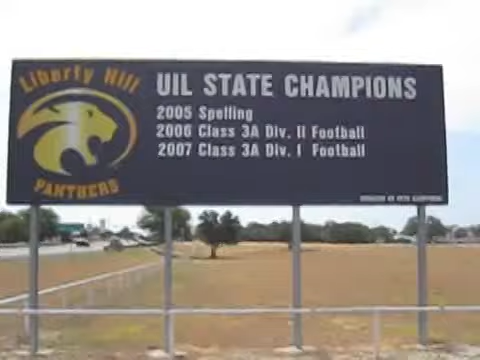 Liberty Hill
PANTHERS
UIL STATE CHAMPIONS
2005 Spelling
2006 Class 3A Div. II Football
2007 Class 3A Div. I Football